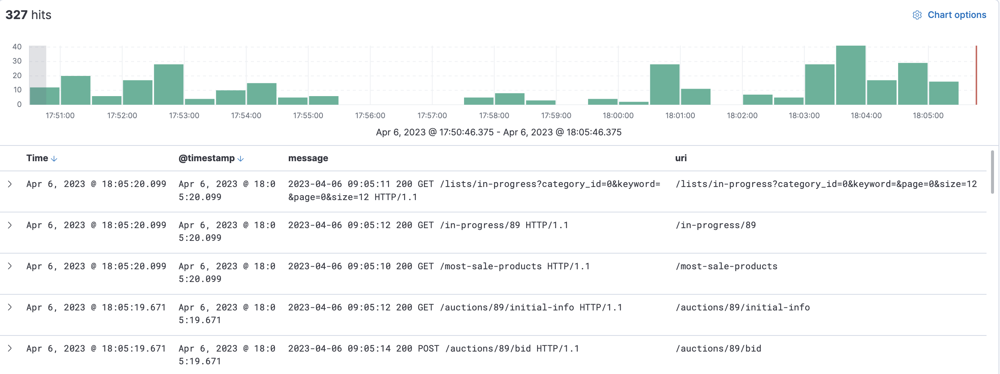 327 hits
Chart options
40
30
20
10
0
17:51:00 17:52:00 17:53:00 17:54:00 17:55:00 17:56:00 17:57:00 17:58:00 17:59:00 18:00:00 18:01:00 18:02:00 18:03:00 18:04:00 18:05:00
Apr 6, 2023 @ 17:50:46.375 - Apr 6, 2023 @ 18:05:46.375
Time @timestamp message uri
Apr 6, 2023 @ 18:05:20.099 Apr 6, 2023 @ 18:0 2023-04-06 09:05:11 200 GET /lists/in-progress?category_id=0&keyword= /lists/in-progress?category_id=0&keyword=&page=0&size=12
5:20.099 &page=0&size=12 HTTP/1.1
Apr 6, 2023 @ 18:05:20.099 Apr 6, 2023 @ 18:0 2023-04-06 09:05:12 200 GET /in-progress/89 HTTP/1.1 /in-progress/89
5:20.099
Apr 6, 2023 @ 18:05:20.099 Apr 6, 2023 @ 18:0 2023-04-06 09:05:10 200 GET /most-sale-products HTTP/1.1 /most-sale-products
5:20.099
Apr 6, 2023 @ 18:05:19.671 Apr 6, 2023 @ 18:0 2023-04-06 09:05:12 200 GET /auctions/89/initial-info HTTP/1.1 /auctions/89/initial-info
5:19.671
Apr 6, 2023 @ 18:05:19.671 Apr 6, 2023 @ 18:0 2023-04-06 09:05:14 200 POST /auctions/89/bid HTTP/1.1 /auctions/89/bid
5:19.671